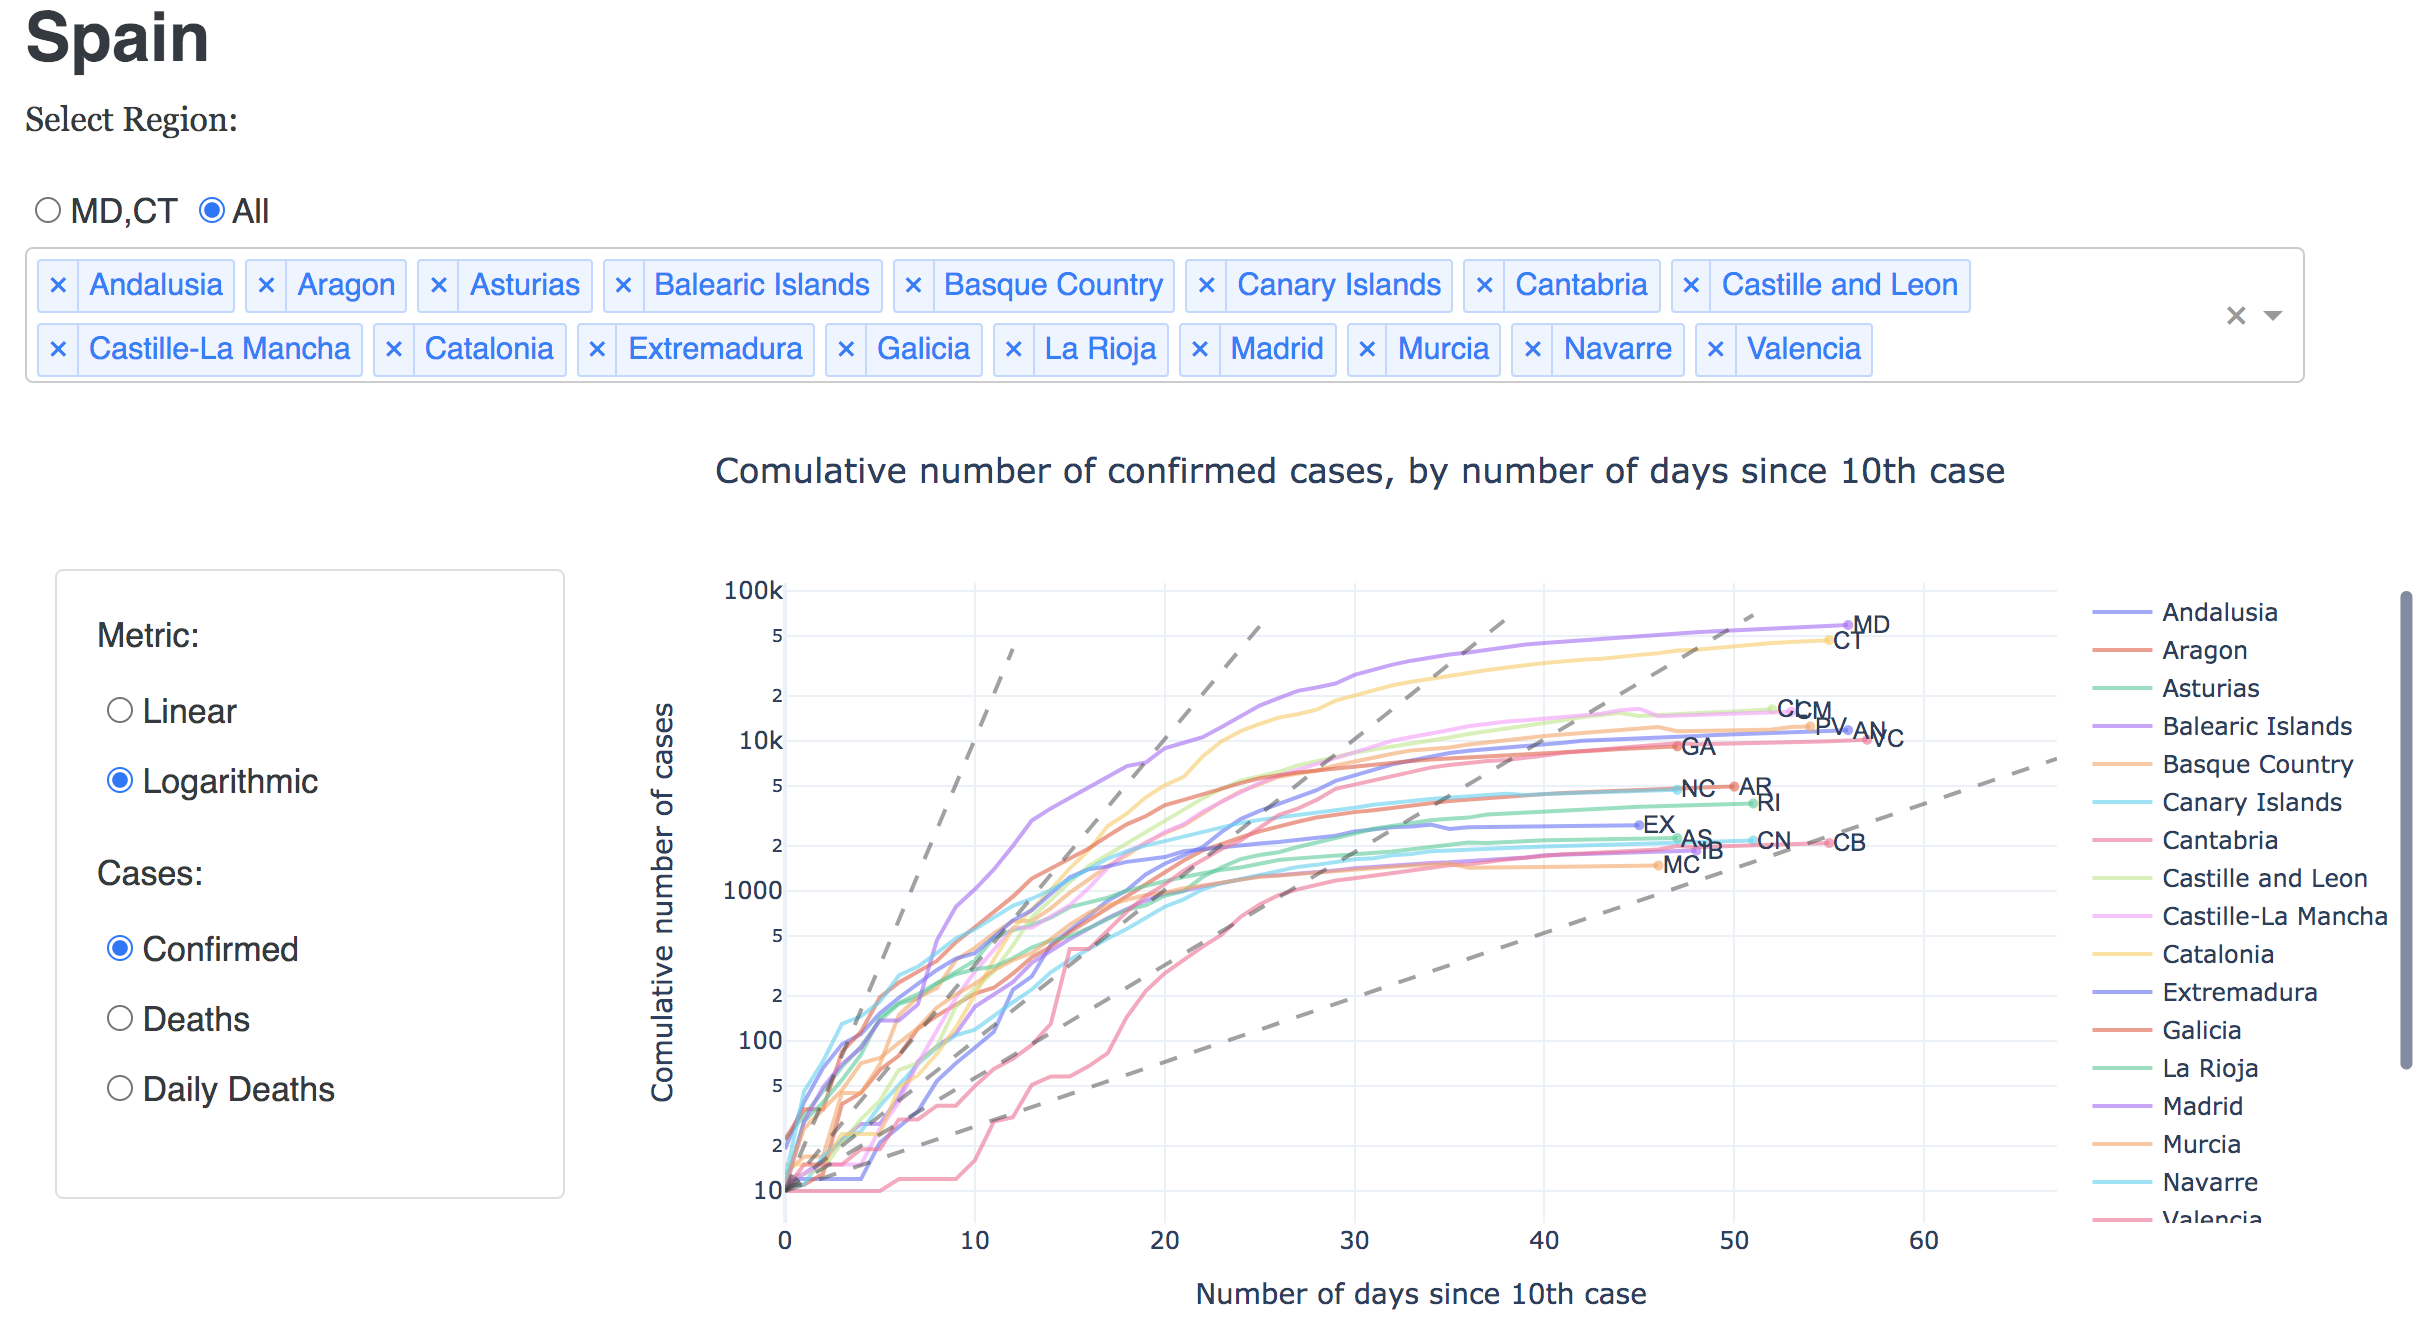 Spain
Select Region:
MD,CT All
× Andalusia × Aragon × Asturias × Balearic Islands × Basque Country × Canary Islands × Cantabria × Castille and Leon
× Castille-La Mancha × Catalonia × Extremadura × Galicia × La Rioja × Madrid × Murcia × Navarre × Valencia
×
Comulative number of confirmed cases, by number of days since 10th case
Metric:
Linear
Logarithmic
Cases:
Confirmed
Deaths
Daily Deaths
Comulative number of cases
100k
5
2
10k
5
2
1000
5
2
100
5
2
10
0 10 20 30 40 50 60
Number of days since 10th case
MD
CT
CL
CM
PV
AN
VC
GA
NC
AR
RI
EX
AS
CN
CB
IB
MC
Andalusia
Aragon
Asturias
Balearic Islands
Basque Country
Canary Islands
Cantabria
Castille and Leon
Castille-La Mancha
Catalonia
Extremadura
Galicia
La Rioja
Madrid
Murcia
Navarre
Valencia